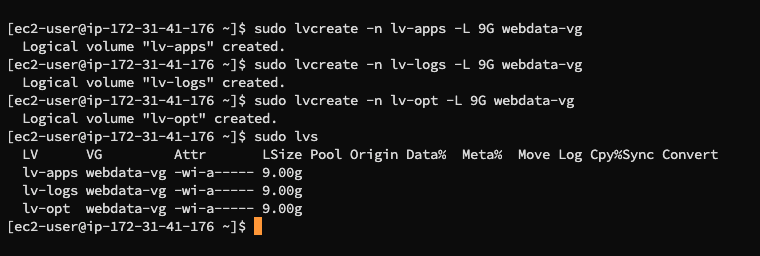 [ec2-user@ip-172-31-41-176 ~]$ sudo lvcreate -n lv-apps -L 9G webdata-vg
  Logical volume "lv-apps" created.
[ec2-user@ip-172-31-41-176 ~]$ sudo lvcreate -n lv-logs -L 9G webdata-vg
  Logical volume "lv-logs" created.
[ec2-user@ip-172-31-41-176 ~]$ sudo lvcreate -n lv-opt -L 9G webdata-vg
  Logical volume "lv-opt" created.
[ec2-user@ip-172-31-41-176 ~]$ sudo lvs
  LV      VG         Attr       LSize Pool Origin Data%  Meta%  Move Log Cpy%Sync Convert
  lv-apps webdata-vg -wi-a----- 9.00g
  lv-logs webdata-vg -wi-a----- 9.00g
  lv-opt  webdata-vg -wi-a----- 9.00g
[ec2-user@ip-172-31-41-176 ~]$